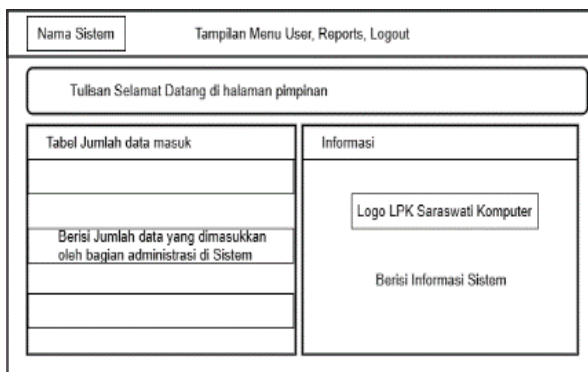 Nama Sistem
Tampilan Menu User, Reports, Logout
Tulisan Selamat Datang di halaman pimpinan
Tabel Jumlah data masuk
Berisi Jumlah data yang dimasukkan
oleh bagian administrasi di Sistem
Informasi
Logo LPK Saraswati Komputer
Berisi Informasi Sistem